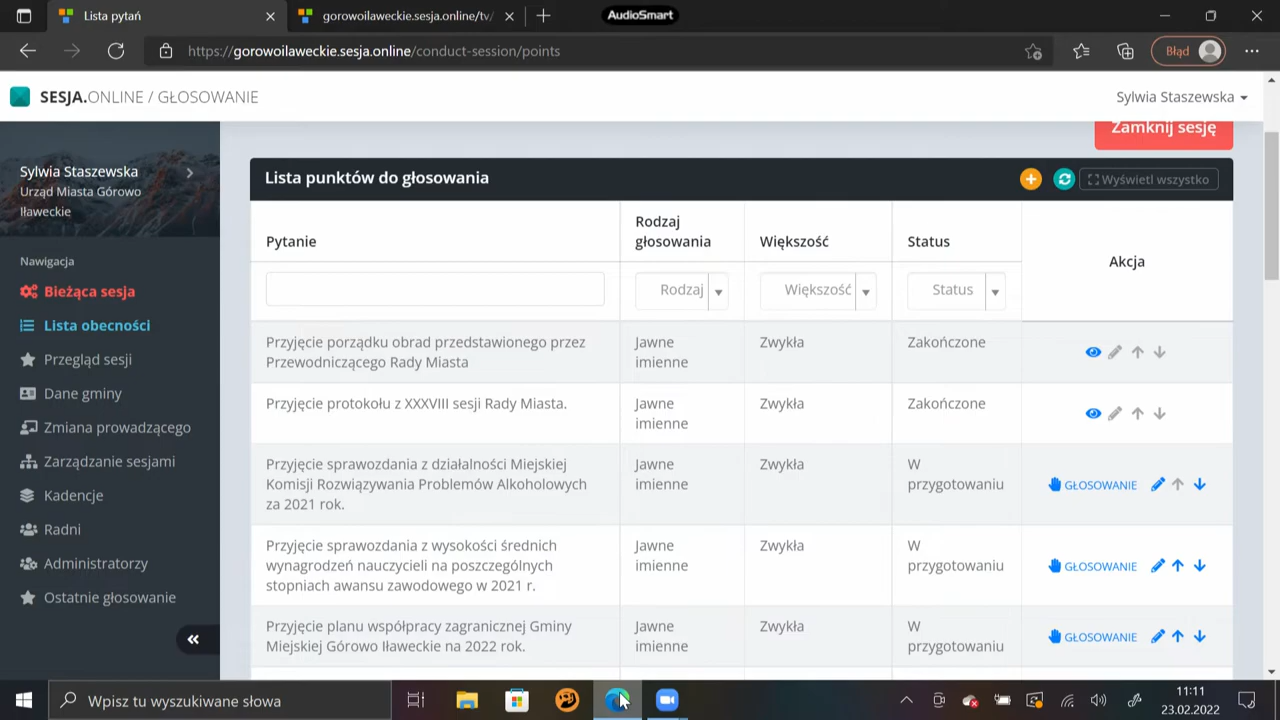 Lista pytań
gorowoilaweckie.sesja.online/tv/
AudioSmart
https://gorowoilaweckie.sesja.online/conduct-session/points
Błąd
SESJA.ONLINE / GŁOSOWANIE
Sylwia Staszewska
Zamknij sesję
Sylwia Staszewska
Urząd Miasta Górowo
Iławeckie
Nawigacja
Bieżąca sesja
Lista obecności
Przegląd sesji
Dane gminy
Zmiana prowadzącego
Zarządzanie sesjami
Kadencje
Radni
Administratorzy
Ostatnie głosowanie
Lista punktów do głosowania
Wyświetl wszystko
Pytanie
Rodzaj
głosowania
Większość
Status
Akcja
Rodzaj
Większość
Status
Przyjęcie porządku obrad przedstawionego przez
Przewodniczącego Rady Miasta
Jawne
imienne
Zwykła
Zakończone
Przyjęcie protokołu z XXXVIII sesji Rady Miasta.
Jawne
imienne
Zwykła
Zakończone
Przyjęcie sprawozdania z działalności Miejskiej
Komisji Rozwiązywania Problemów Alkoholowych
za 2021 rok.
Jawne
imienne
Zwykła
W
przygotowaniu
GŁOSOWANIE
Przyjęcie sprawozdania z wysokości średnich
wynagrodzeń nauczycieli na poszczególnych
stopniach awansu zawodowego w 2021 r.
Jawne
imienne
Zwykła
W
przygotowaniu
GŁOSOWANIE
Przyjęcie planu współpracy zagranicznej Gminy
Miejskiej Górowo Iławeckie na 2022 rok.
Jawne
imienne
Zwykła
W
przygotowaniu
GŁOSOWANIE
Wpisz tu wyszukiwane słowa
11:11
23.02.2022